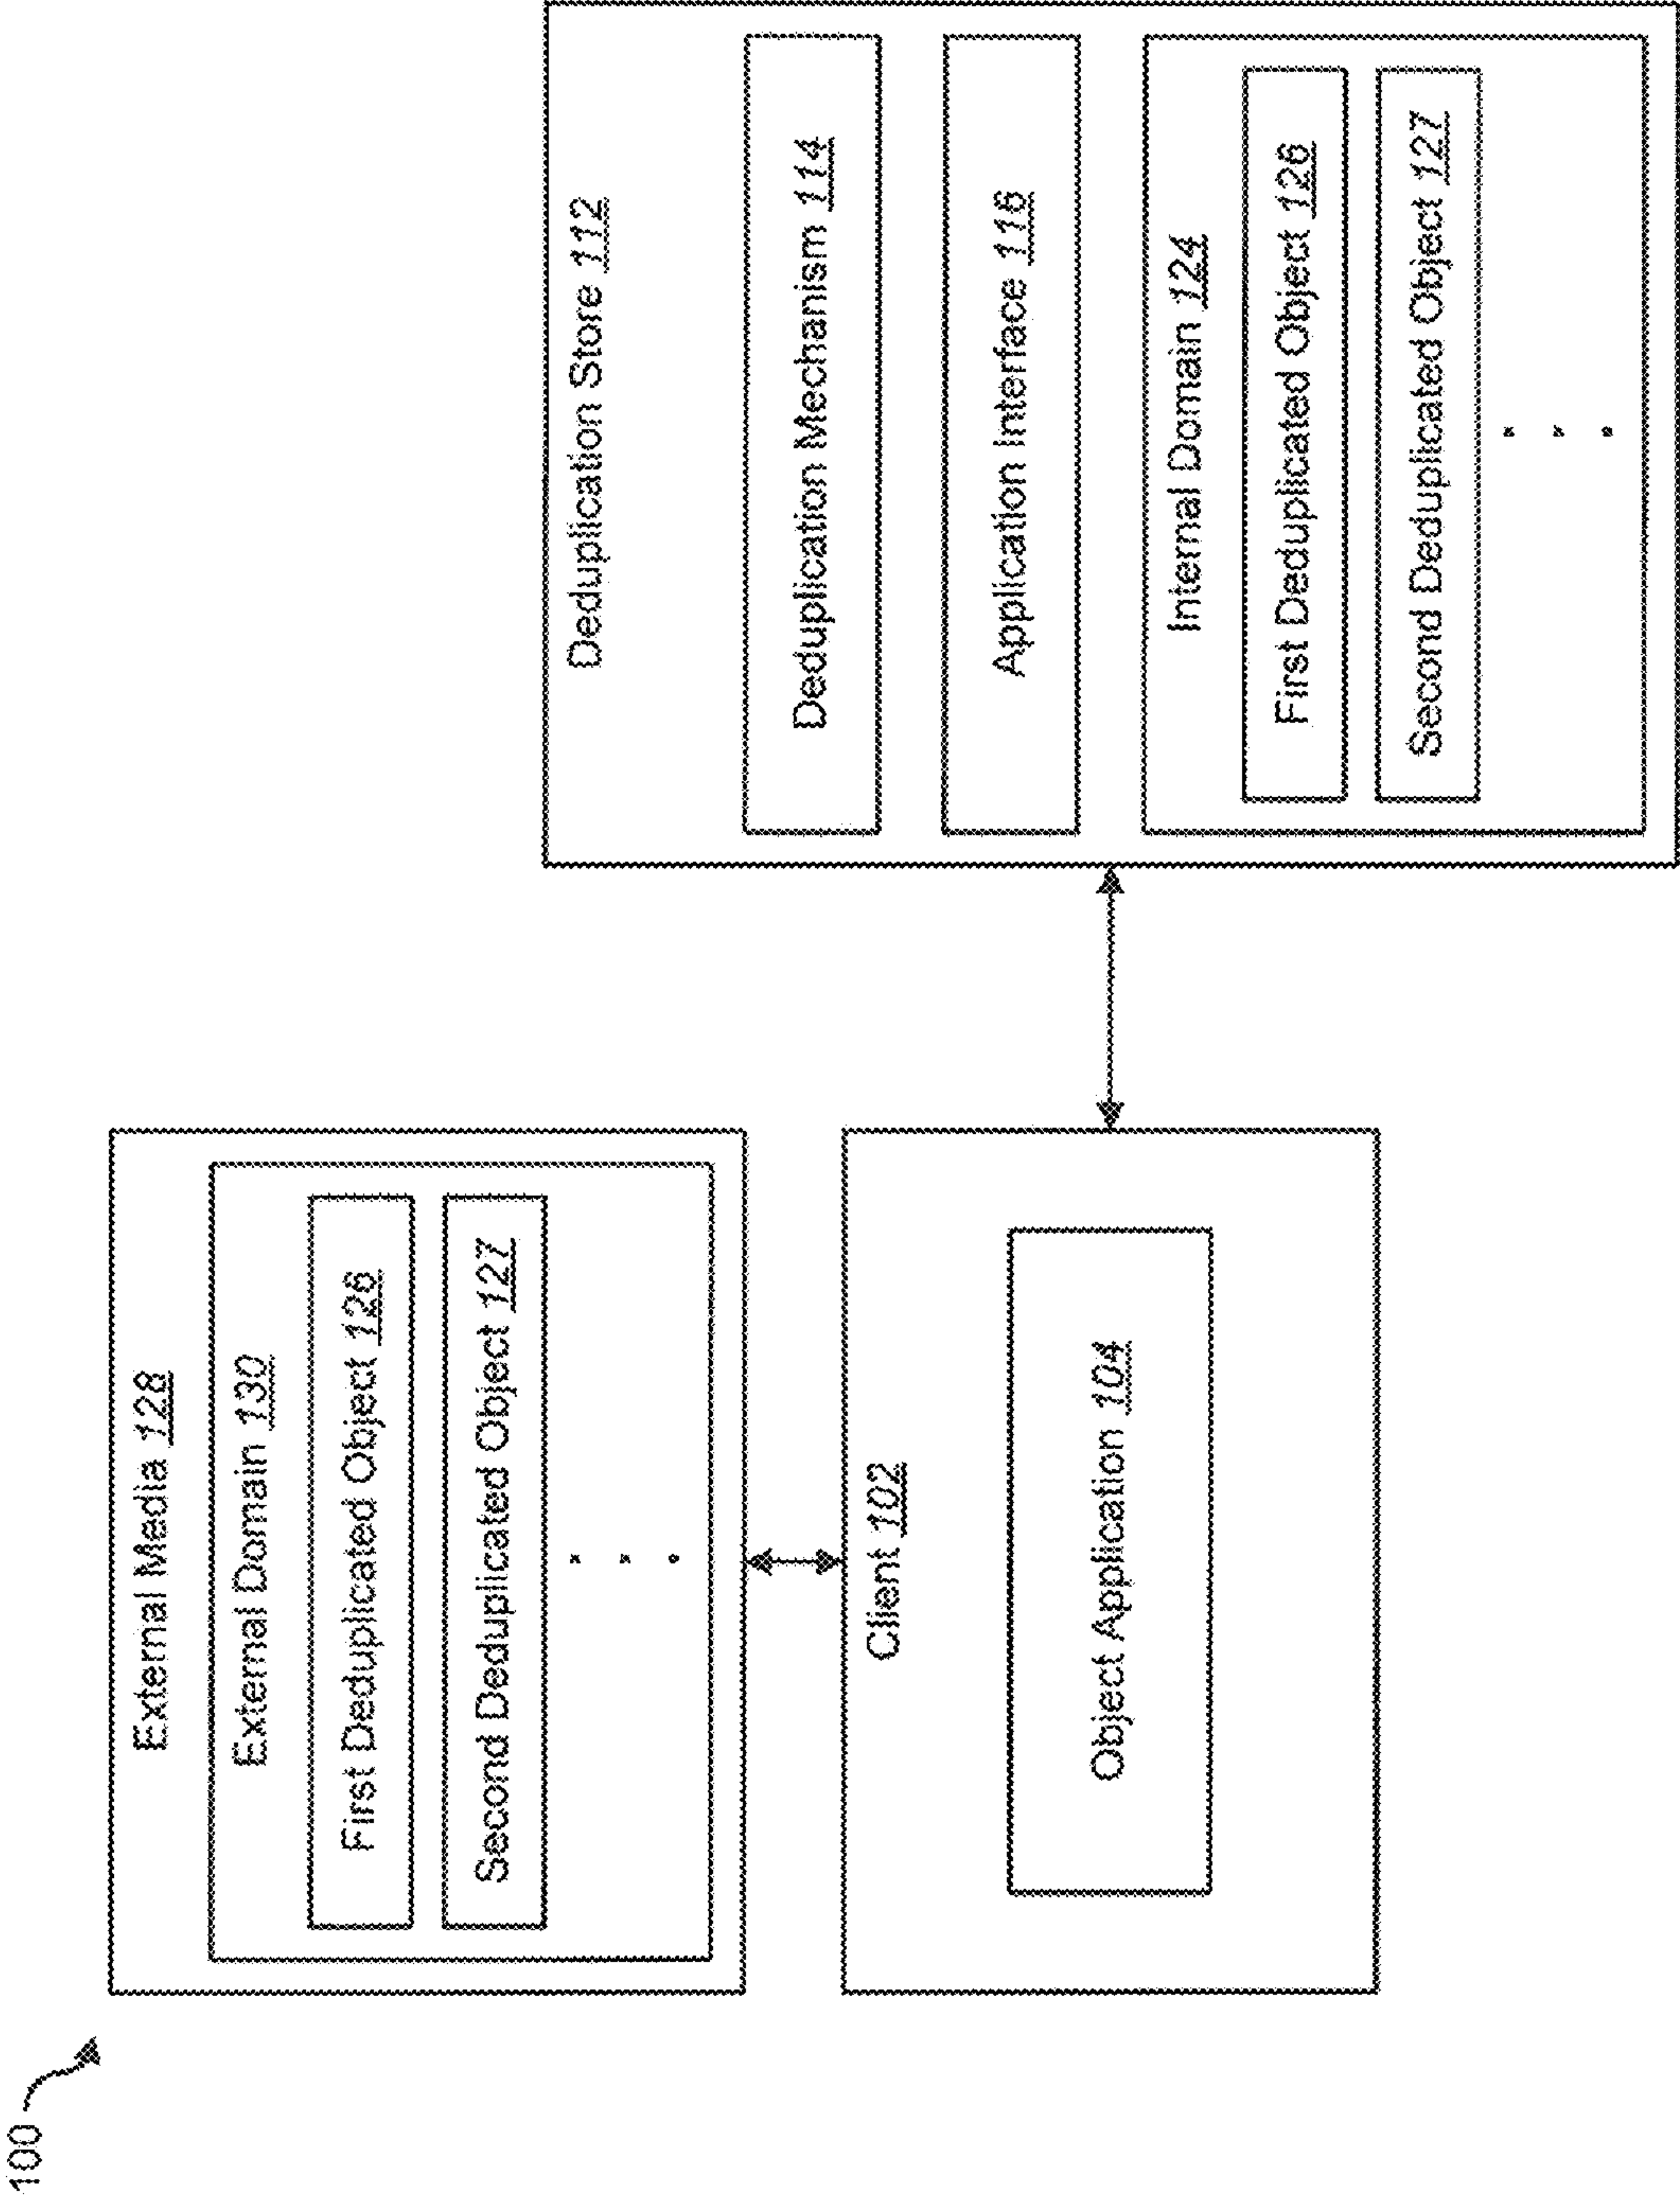 100
External Media 128
External Domain 130
First Deduplicated Object 126
Second Deduplicated Object 127
Client 102
Object Application 104
Deduplication Store 112
Deduplication Mechanism 114
Application Interface 116
Internal Domain 124
First Deduplicated Object 126
Second Deduplicated Object 127